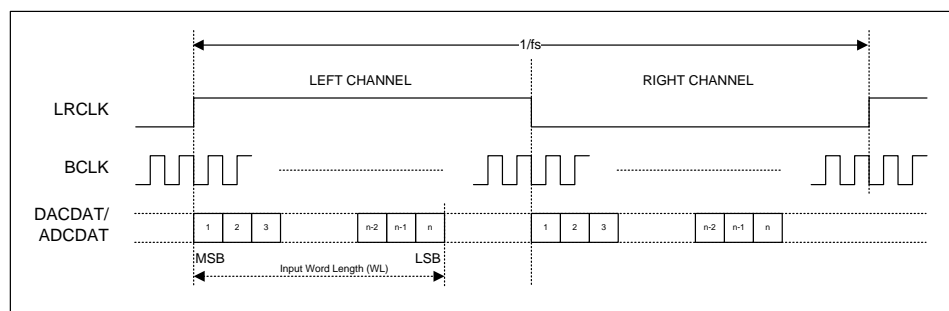 1/fs
LEFT CHANNEL RIGHT CHANNEL
LRCLK
BCLK
DACDAT/
ADCDAT
1 2 3 n-2 n-1 n 1 2 3 n-2 n-1 n
MSB LSB
Input Word Length (WL)